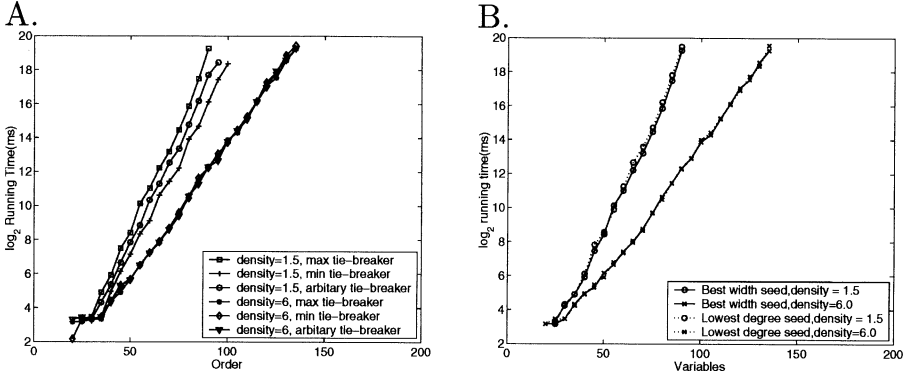 A.
20
18
16
14
12
10
8
6
4
2
log2 Running Time(ms)
density=1.5, max tie−breaker
density=1.5, min tie−breaker
density=1.5, arbitary tie−breaker
density=6, max tie−breaker
density=6, min tie−breaker
density=6, arbitary tie−breaker
0 50 100 150 200
Order
B.
20
18
16
14
12
10
8
6
4
2
log2 running time(ms)
Best width seed,density = 1.5
Best width seed,density=6.0
Lowest degree seed,density = 1.5
Lowest degree seed,density=6.0
0 50 100 150 200
Variables